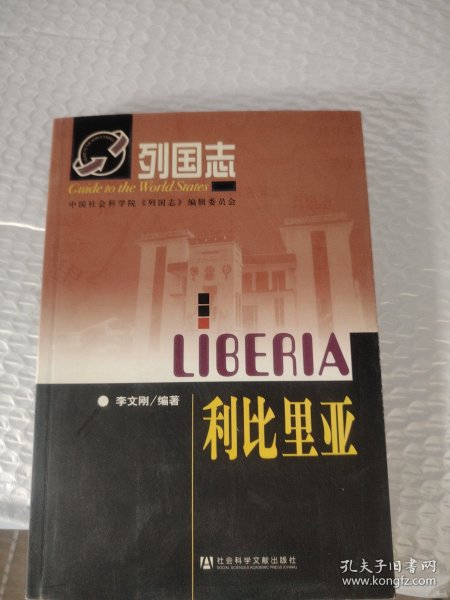 列国志
Guide to the World States
中国社会科学院《列国志》编辑委员会
LIBERIA
李文刚/编著
利比里亚
社会科学文献出版社
SOCIAL SCIENCES ACADEMIC PRESS (CHINA)
孔夫子旧书网
www.kongfz.com